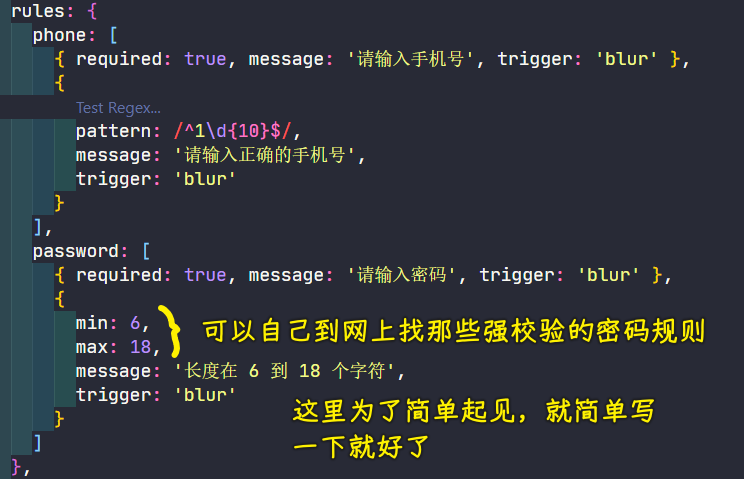 rules: {
phone: [
{ required: true, message: '请输入手机号', trigger: 'blur' },
{
Test Regex...
pattern: /^1\d{10}$/,
message: '请输入正确的手机号',
trigger: 'blur'
}
],
password: [
{ required: true, message: '请输入密码', trigger: 'blur' },
{
min: 6,
max: 18,
可以自己到网上找那些强校验的密码规则
message: '长度在 6 到 18 个字符',
trigger: 'blur'
这里为了简单起见，就简单写
一下就好了
}
]
},